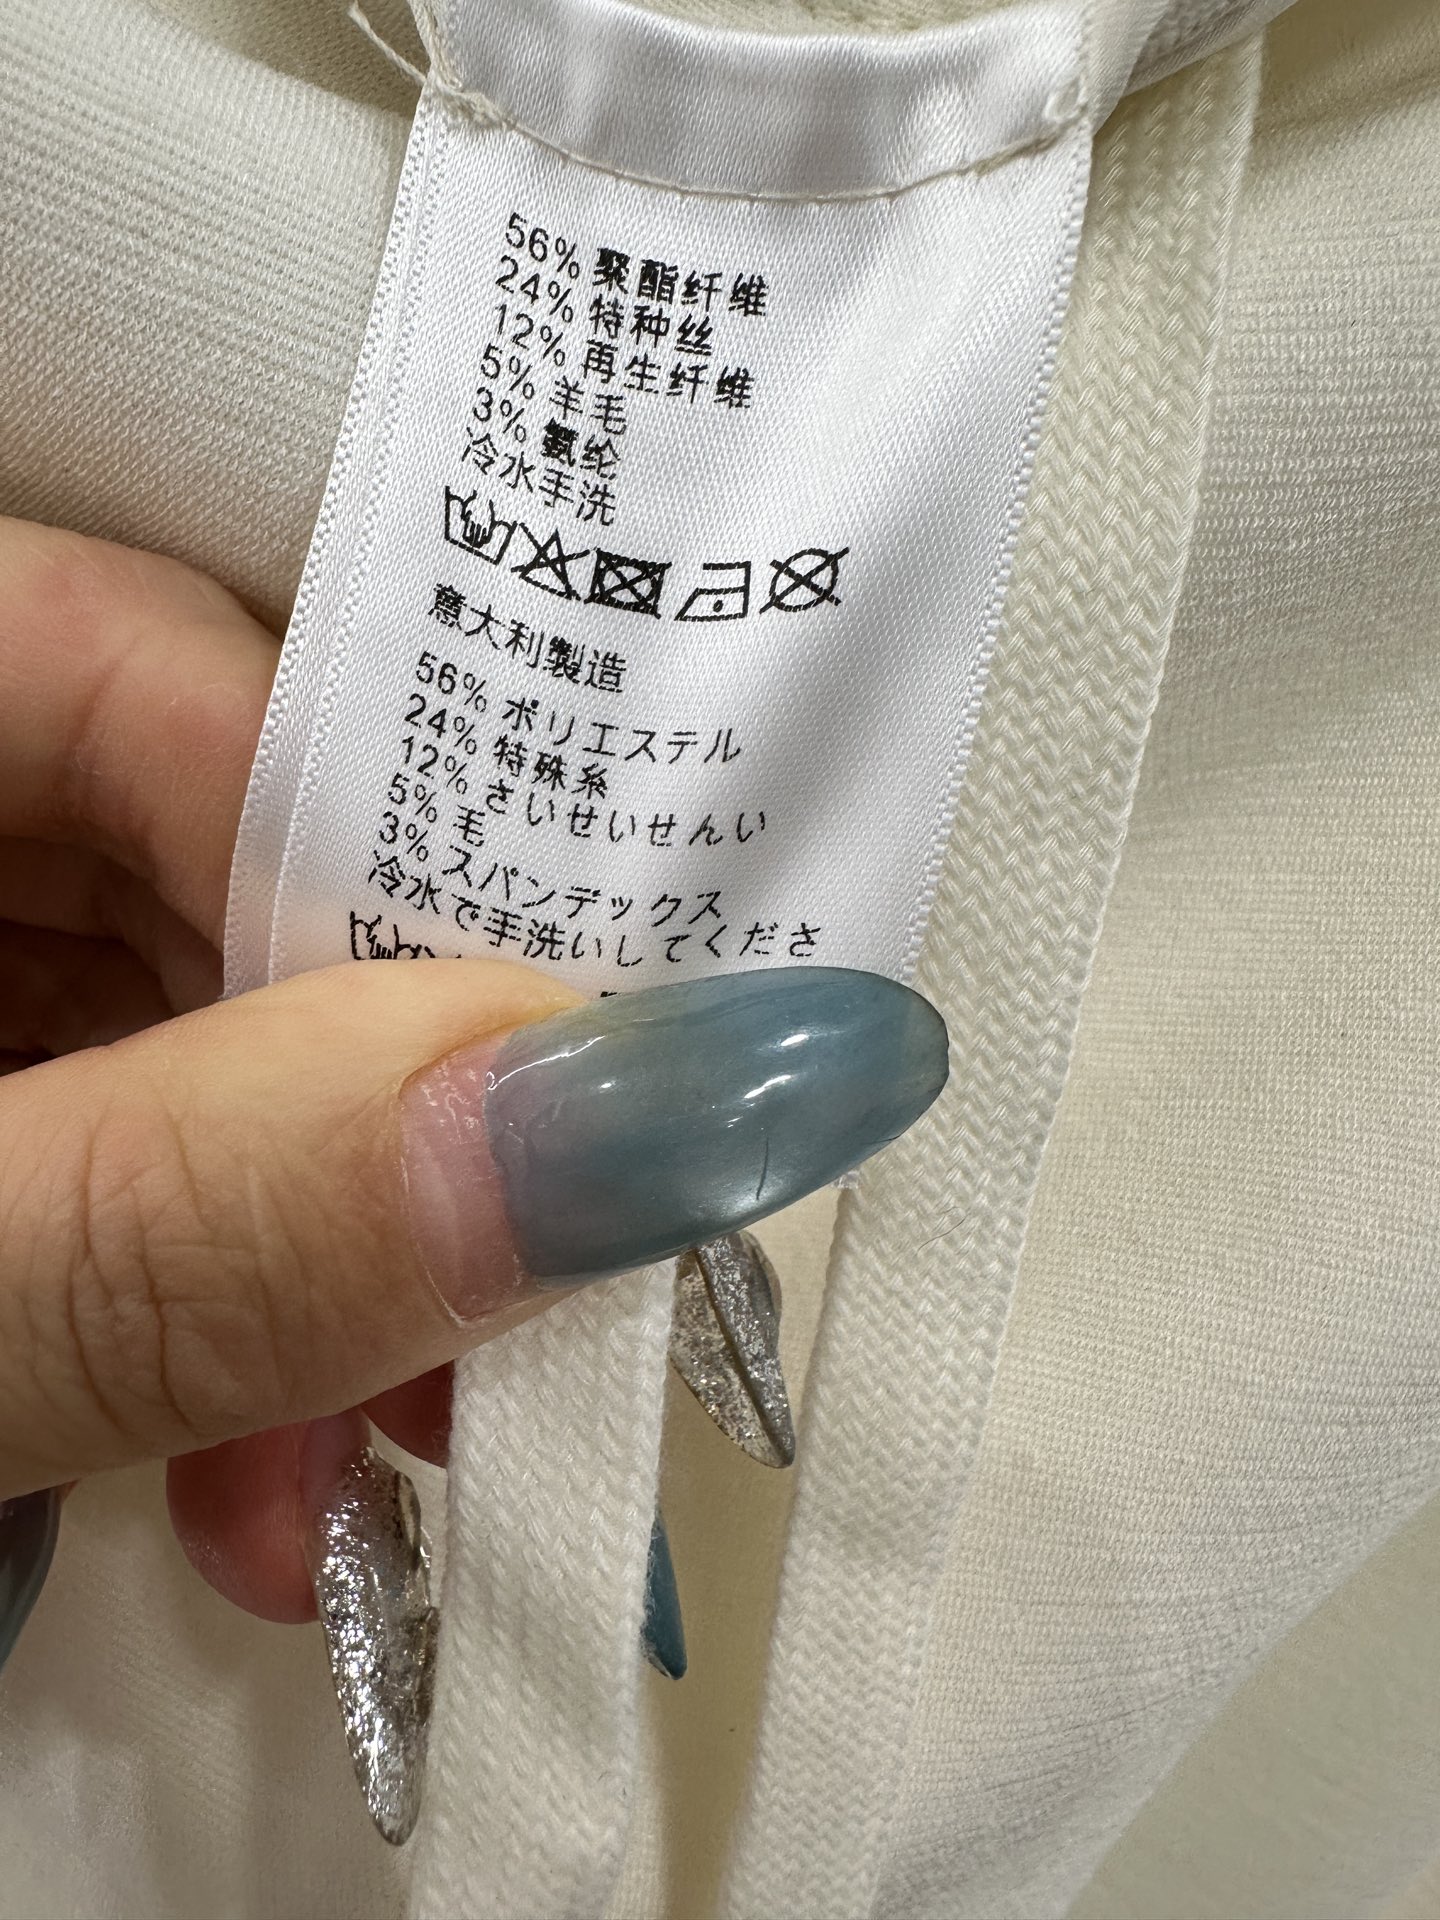 56% 聚酯纤维
24% 特种丝
12% 再生纤维
5% 羊毛
3% 氨纶
冷水手洗
意大利製造
56% ポリエステル
24% 特殊糸
12% さいせいせんい
5% 毛
3% スパンデックス
冷水で手洗いしてくださ